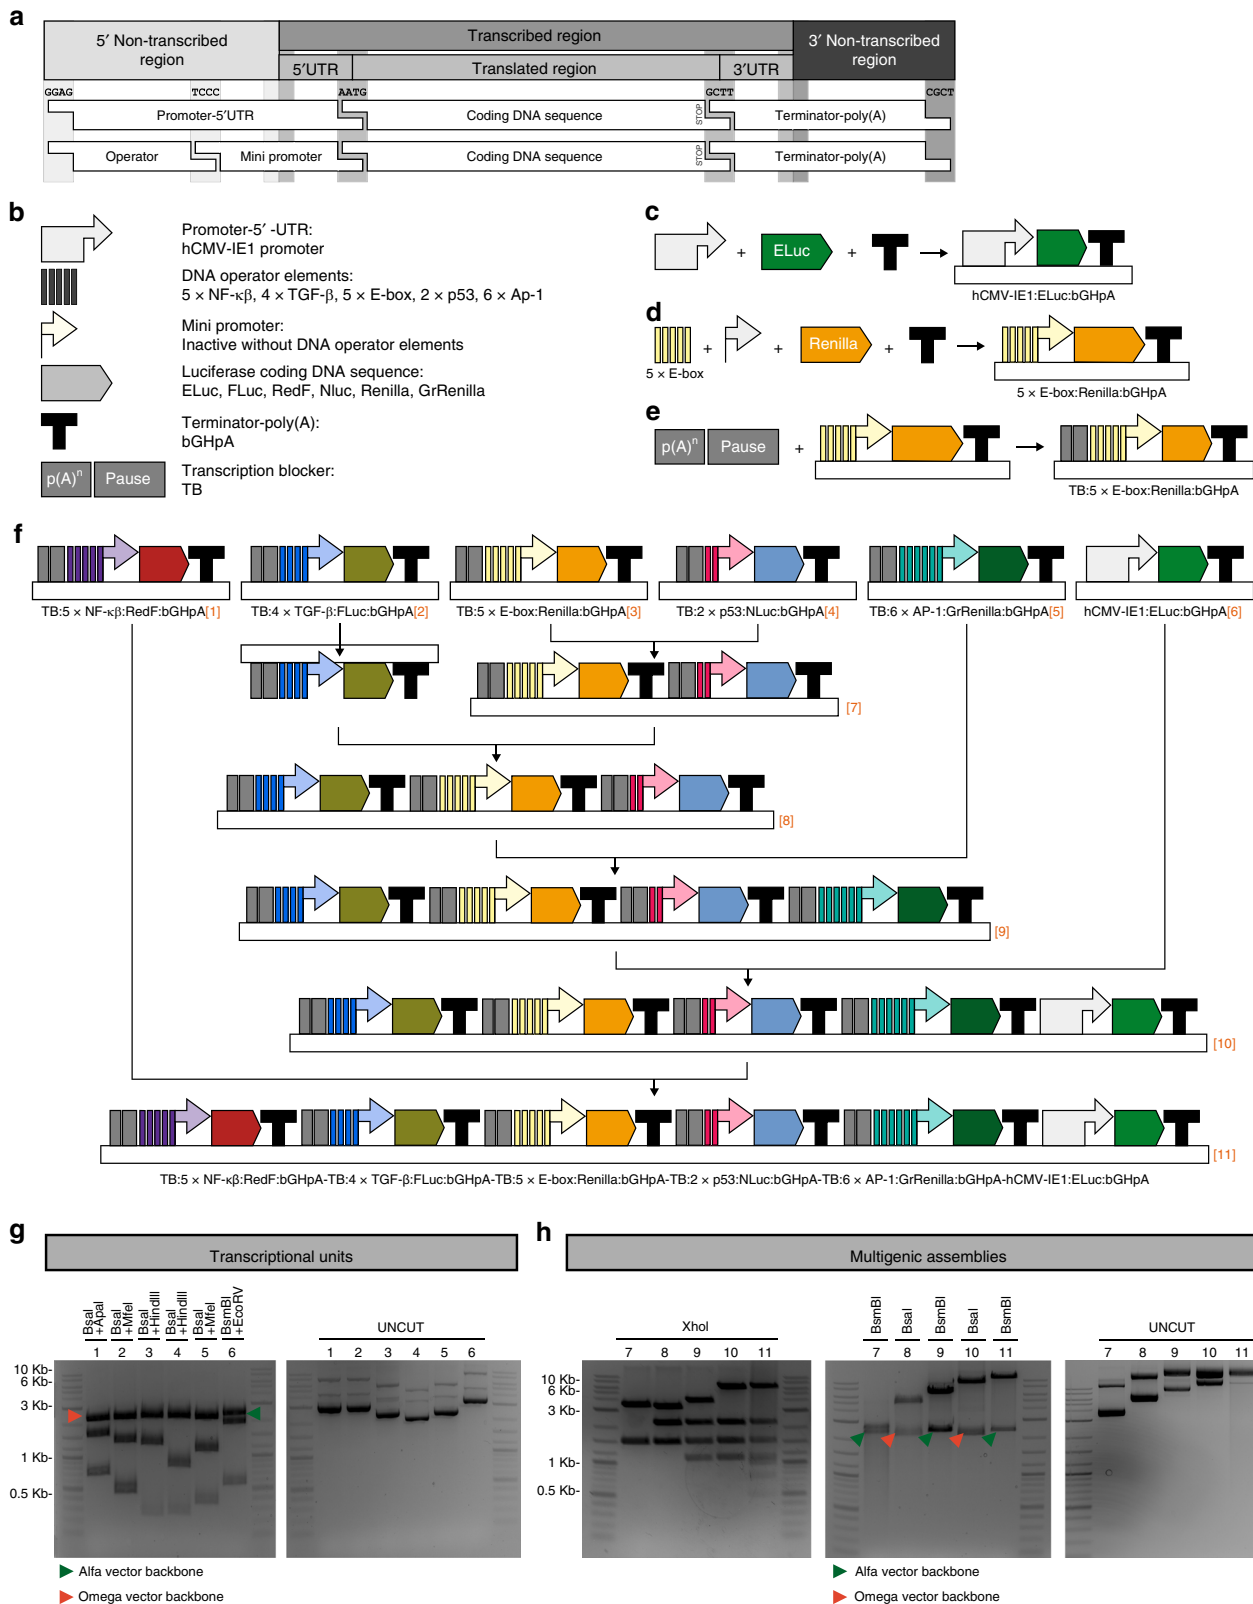 a
5′ Non-transcribed
region
Transcribed region
3′ Non-transcribed
region
5′UTR
Translated region
3′UTR
GGAG
TCCC
AATG
GCTT
CGCT
Promoter-5′UTR
Coding DNA sequence
STOP
Terminator-poly(A)
Operator
Mini promoter
Coding DNA sequence
STOP
Terminator-poly(A)
b
Promoter-5′ -UTR:
hCMV-IE1 promoter
DNA operator elements:
5 × NF-κβ, 4 × TGF-β, 5 × E-box, 2 × p53, 6 × Ap-1
Mini promoter:
Inactive without DNA operator elements
Luciferase coding DNA sequence:
ELuc, FLuc, RedF, Nluc, Renilla, GrRenilla
Terminator-poly(A):
bGHpA
p(A)ⁿ
Pause
Transcription blocker:
TB
c
+
ELuc
+
hCMV-IE1:ELuc:bGHpA
d
5 × E-box
+
+
Renilla
+
5 × E-box:Renilla:bGHpA
e
p(A)ⁿ
Pause
+
TB:5 × E-box:Renilla:bGHpA
f
TB:5 × NF-κβ:RedF:bGHpA[1]
TB:4 × TGF-β:FLuc:bGHpA[2]
TB:5 × E-box:Renilla:bGHpA[3]
TB:2 × p53:NLuc:bGHpA[4]
TB:6 × AP-1:GrRenilla:bGHpA[5]
hCMV-IE1:ELuc:bGHpA[6]
[7]
[8]
[9]
[10]
[11]
TB:5 × NF-κβ:RedF:bGHpA-TB:4 × TGF-β:FLuc:bGHpA-TB:5 × E-box:Renilla:bGHpA-TB:2 × p53:NLuc:bGHpA-TB:6 × AP-1:GrRenilla:bGHpA-hCMV-IE1:ELuc:bGHpA
g
Transcriptional units
BsaI
+ApaI
BsaI
+MfeI
BsaI
+HindIII
BsaI
+HindIII
BsaI
+MfeI
BsmBI
+EcoRV
1 2 3 4 5 6
UNCUT
1 2 3 4 5 6
10 Kb-
6 Kb-
3 Kb-
1 Kb-
0.5 Kb-
Alfa vector backbone
Omega vector backbone
h
Multigenic assemblies
XhoI
7 8 9 10 11
BsmBI
BsaI
BsmBI
BsaI
BsmBI
7 8 9 10 11
UNCUT
7 8 9 10 11
10 Kb-
6 Kb-
3 Kb-
1 Kb-
0.5 Kb-
Alfa vector backbone
Omega vector backbone